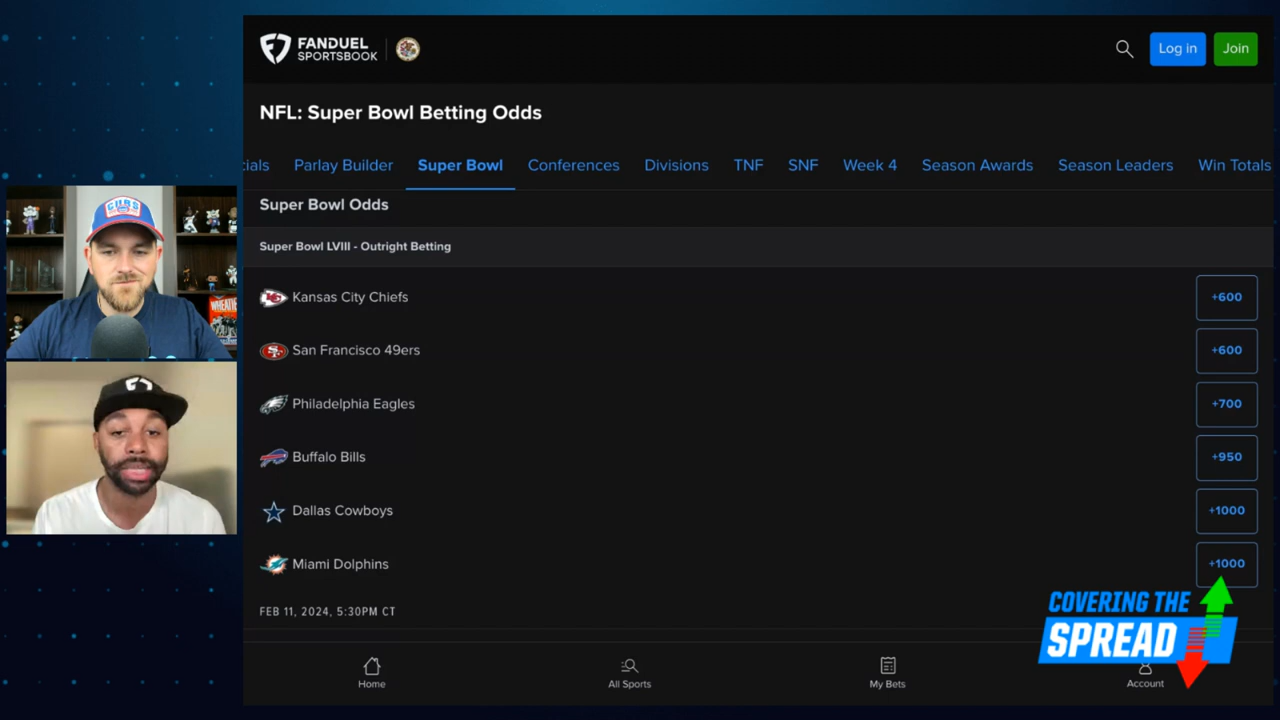 FANDUEL
SPORTSBOOK
Log in
Join
NFL: Super Bowl Betting Odds
cials Parlay Builder Super Bowl Conferences Divisions TNF SNF Week 4 Season Awards Season Leaders Win Totals
Super Bowl Odds
Super Bowl LVIII - Outright Betting
Kansas City Chiefs +600
San Francisco 49ers +600
Philadelphia Eagles +700
Buffalo Bills +950
Dallas Cowboys +1000
Miami Dolphins +1000
FEB 11, 2024, 5:30PM CT
Home
All Sports
My Bets
Account
COVERING THE
SPREAD
CUBS
WHEATIES